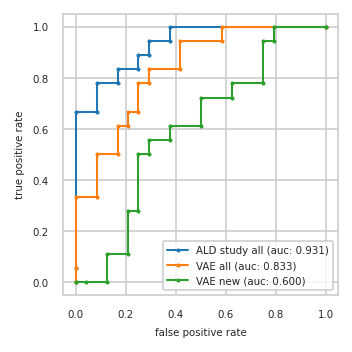 1.0
0.8
0.6
0.4
0.2
0.0
true positive rate
ALD study all (auc: 0.931)
VAE all (auc: 0.833)
VAE new (auc: 0.600)
0.0 0.2 0.4 0.6 0.8 1.0
false positive rate